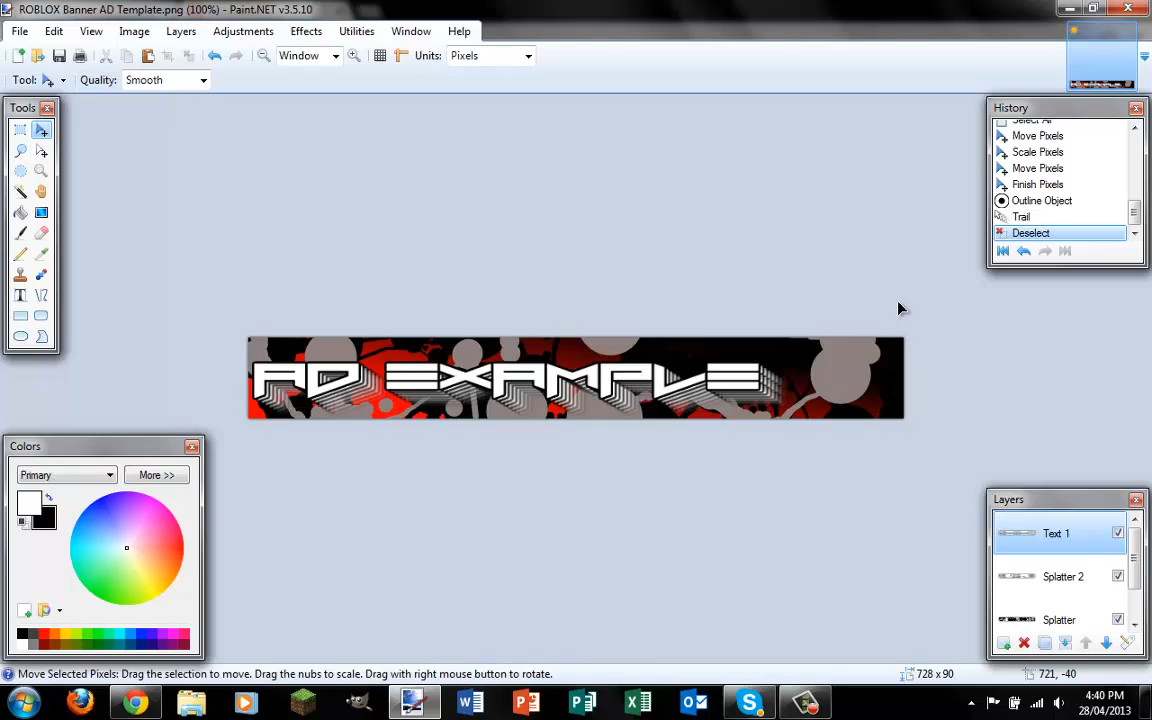 ROBLOX Banner AD Template.png (100%) - Paint.NET v3.5.10
File Edit View Image Layers Adjustments Effects Utilities Window Help
Window Units: Pixels
Tool: Quality: Smooth
Tools
History
Select All
Move Pixels
Scale Pixels
Move Pixels
Finish Pixels
Outline Object
Trail
Deselect
AD EXAMPLE
Colors
Primary More >>
Layers
Text 1
Splatter 2
Splatter
Move Selected Pixels: Drag the selection to move. Drag the nubs to scale. Drag with right mouse button to rotate. 728 x 90 721, -40
4:40 PM
28/04/2013